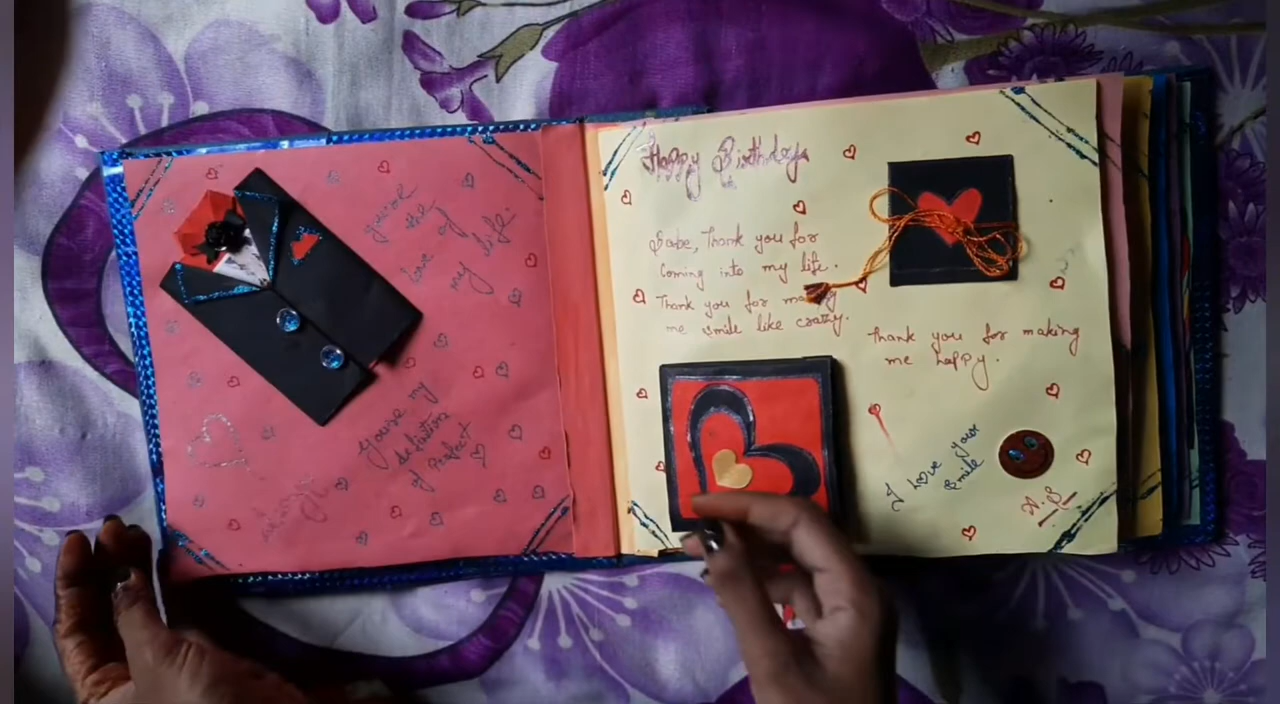 you're
the
love of
my life.
you're my
defination
of Perfect
Happy Birthday
Babe, Thank you for
Coming into my life.
Thank you for
me smile like crazy.
Thank you for making
me happy.
I Love your
Smile